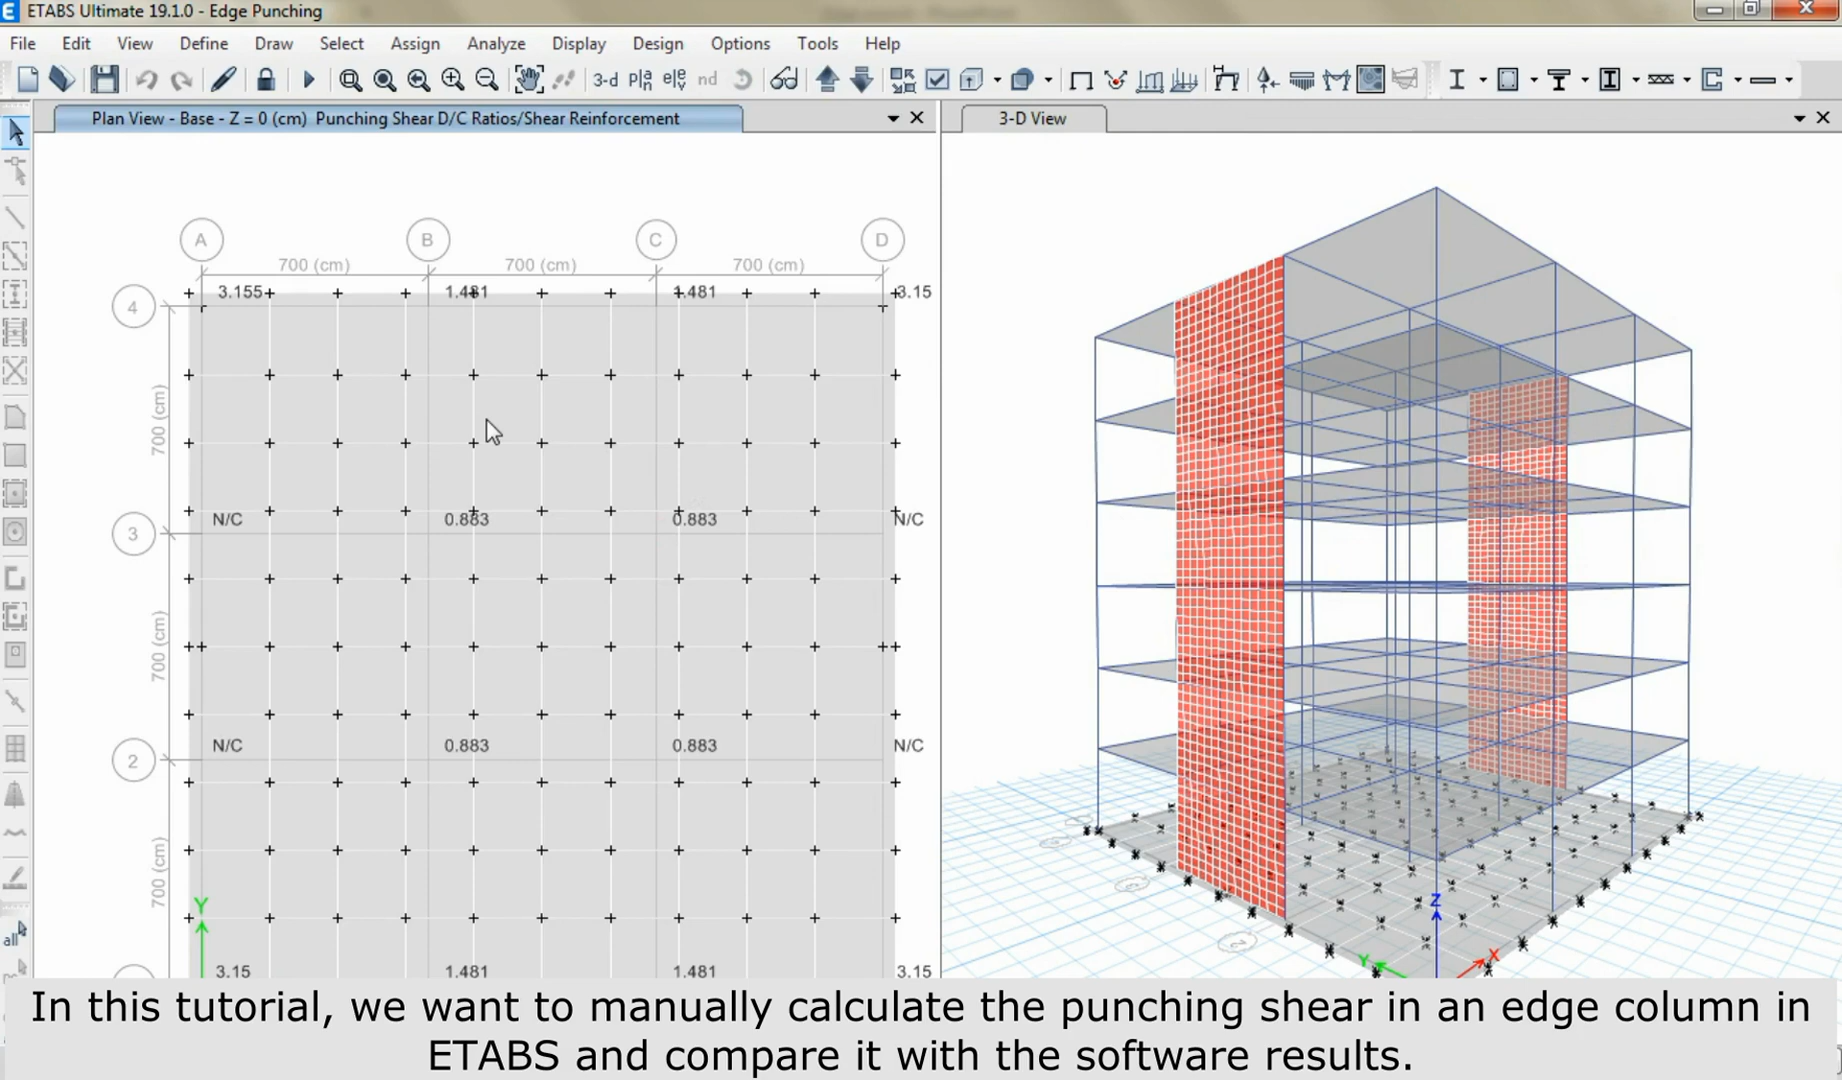 ETABS Ultimate 19.1.0 - Edge Punching
File Edit View Define Draw Select Assign Analyze Display Design Options Tools Help
3-d pla ele nd
Plan View - Base - Z = 0 (cm) Punching Shear D/C Ratios/Shear Reinforcement
3-D View
A B C D
700 (cm) 700 (cm) 700 (cm)
4 3.155 1.481 1.481 3.15
700 (cm)
3 N/C 0.883 0.883 N/C
700 (cm)
2 N/C 0.883 0.883 N/C
700 (cm)
Y
3.15 1.481 1.481 3.15
all
Z
Y X
In this tutorial, we want to manually calculate the punching shear in an edge column in
ETABS and compare it with the software results.